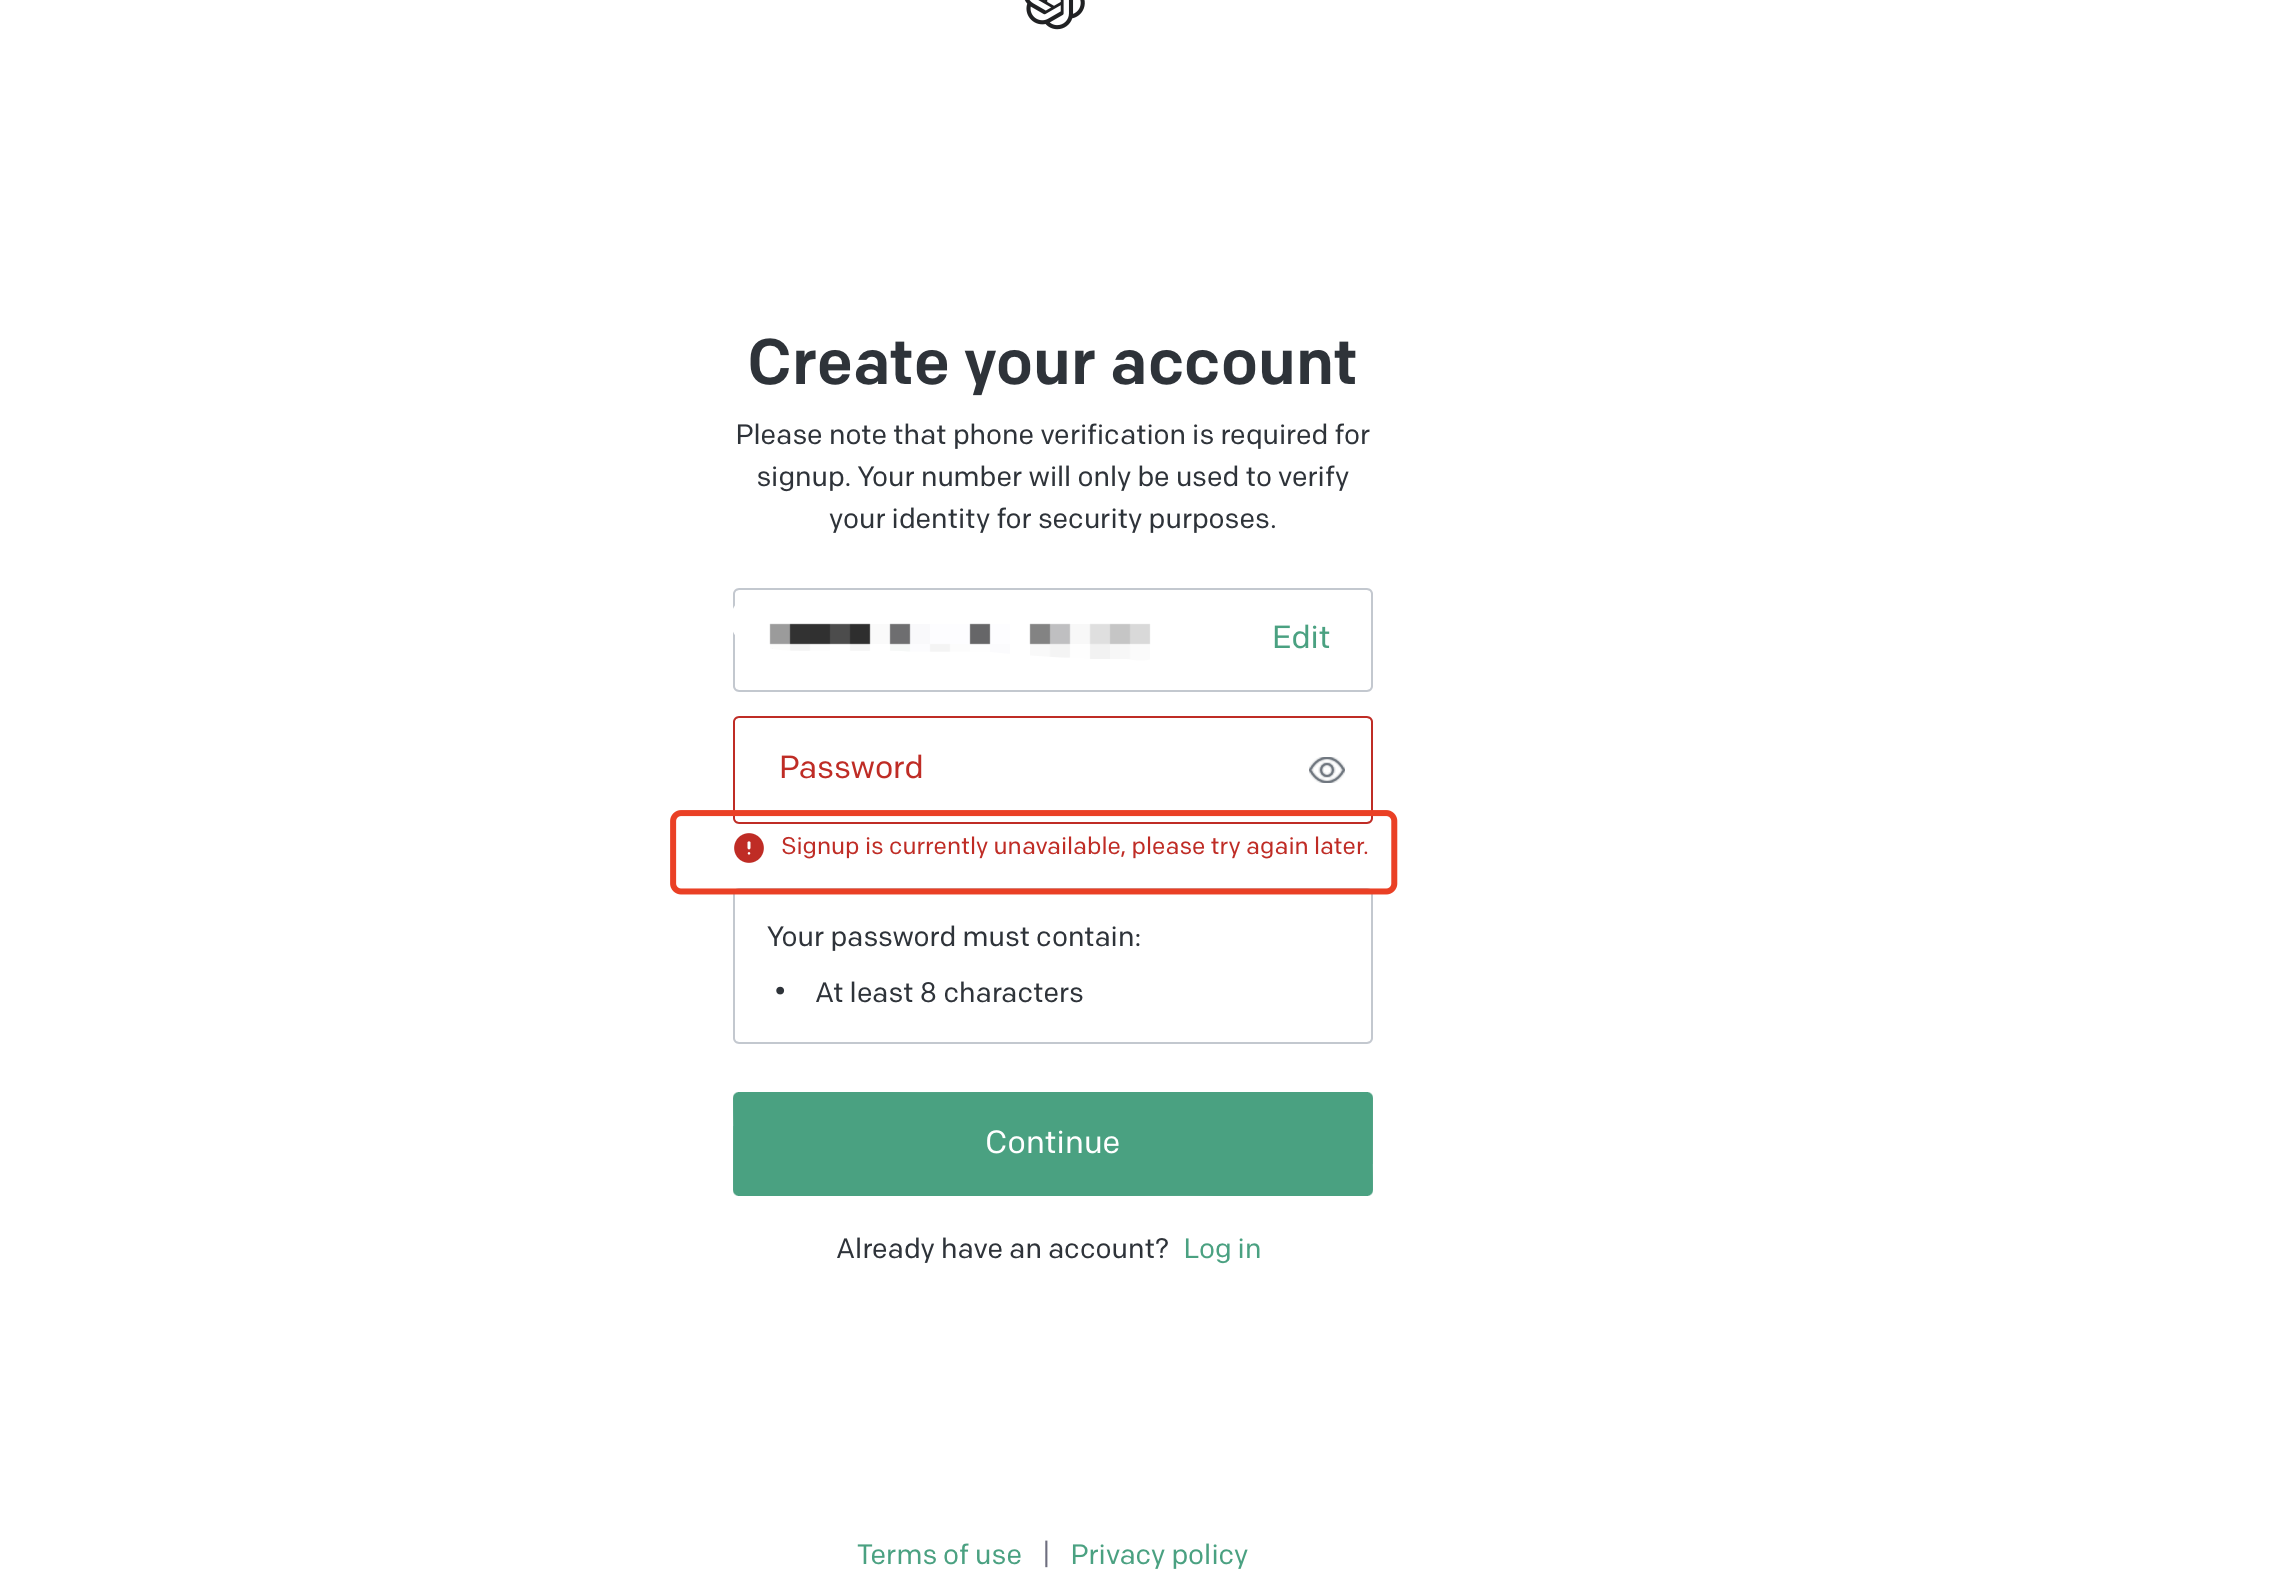 Create your account
Please note that phone verification is required for
signup. Your number will only be used to verify
your identity for security purposes.
Edit
Password
Signup is currently unavailable, please try again later.
Your password must contain:
• At least 8 characters
Continue
Already have an account? Log in
Terms of use | Privacy policy